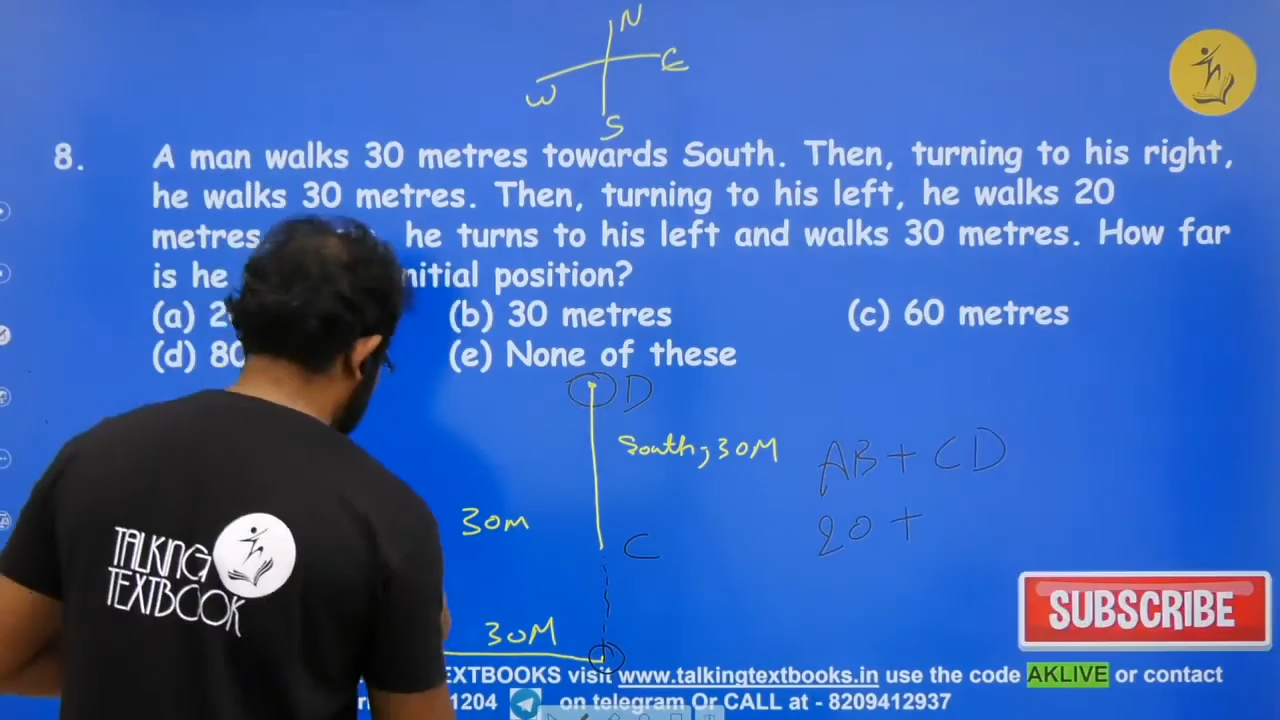 N
W E
S
8. A man walks 30 metres towards South. Then, turning to his right,
he walks 30 metres. Then, turning to his left, he walks 20
metres he turns to his left and walks 30 metres. How far
is he nitial position?
(a) 2 (b) 30 metres (c) 60 metres
(d) 80 (e) None of these
D
South, 30M
AB + CD
30m
C
20 +
30M
TALKING
TEXTBOOK
SUBSCRIBE
EXTBOOKS visit www.talkingtextbooks.in use the code AKLIVE or contact
1204 on telegram Or CALL at - 8209412937